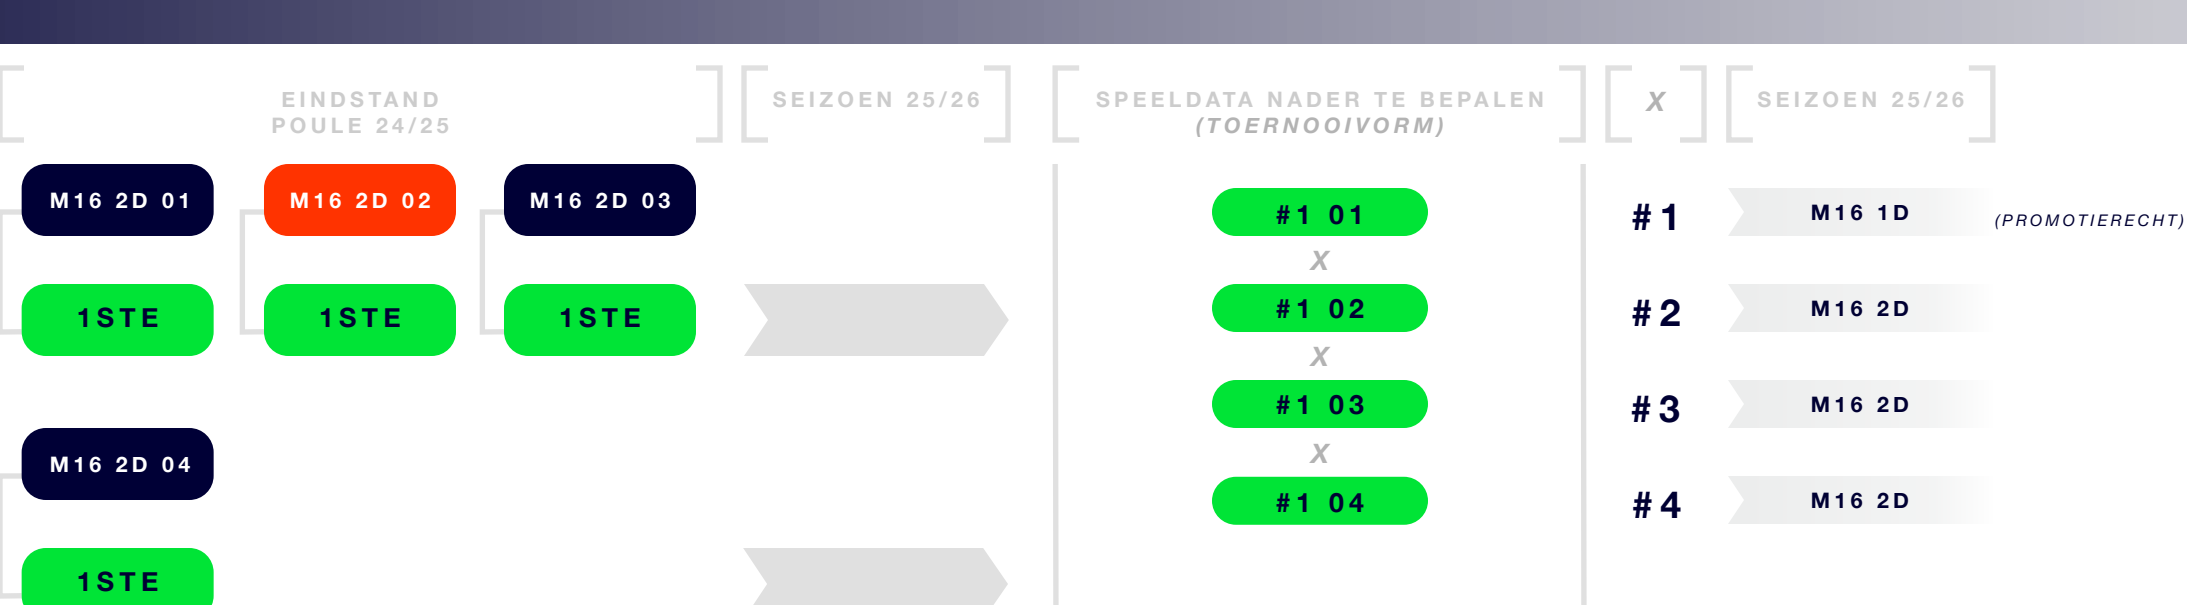 EINDSTAND
POULE 24/25
SEIZOEN 25/26
SPEELDATA NADER TE BEPALEN
(TOERNOOIVORM)
X
SEIZOEN 25/26
M16 2D 01
M16 2D 02
M16 2D 03
1STE
1STE
1STE
M16 2D 04
1STE
#1 01
X
#1 02
X
#1 03
X
#1 04
#1
M16 1D
(PROMOTIERECHT)
#2
M16 2D
#3
M16 2D
#4
M16 2D